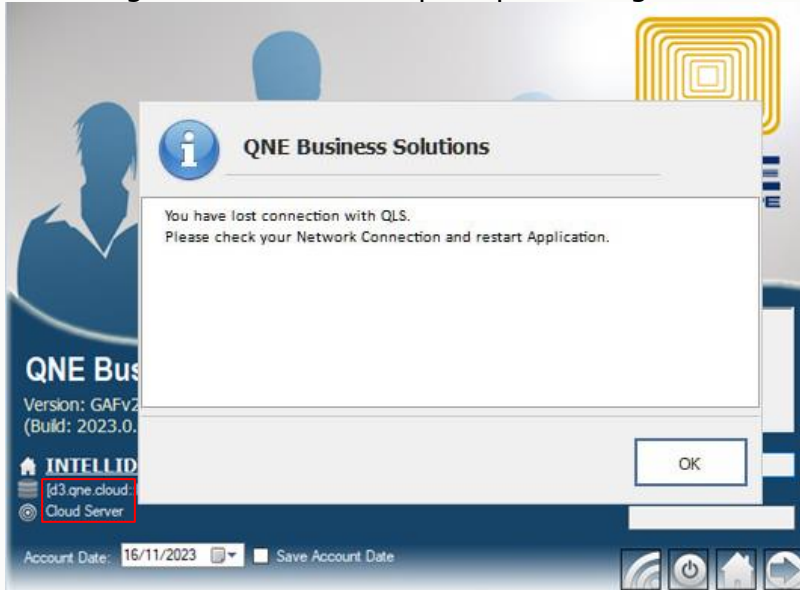 QNE Business Solutions
You have lost connection with QLS.
Please check your Network Connection and restart Application.
QNE Bus
Version: GAFv2
(Build: 2023.0.
INTELLID
[d3.qne.cloud:
Cloud Server
OK
Account Date: 16/11/2023
Save Account Date